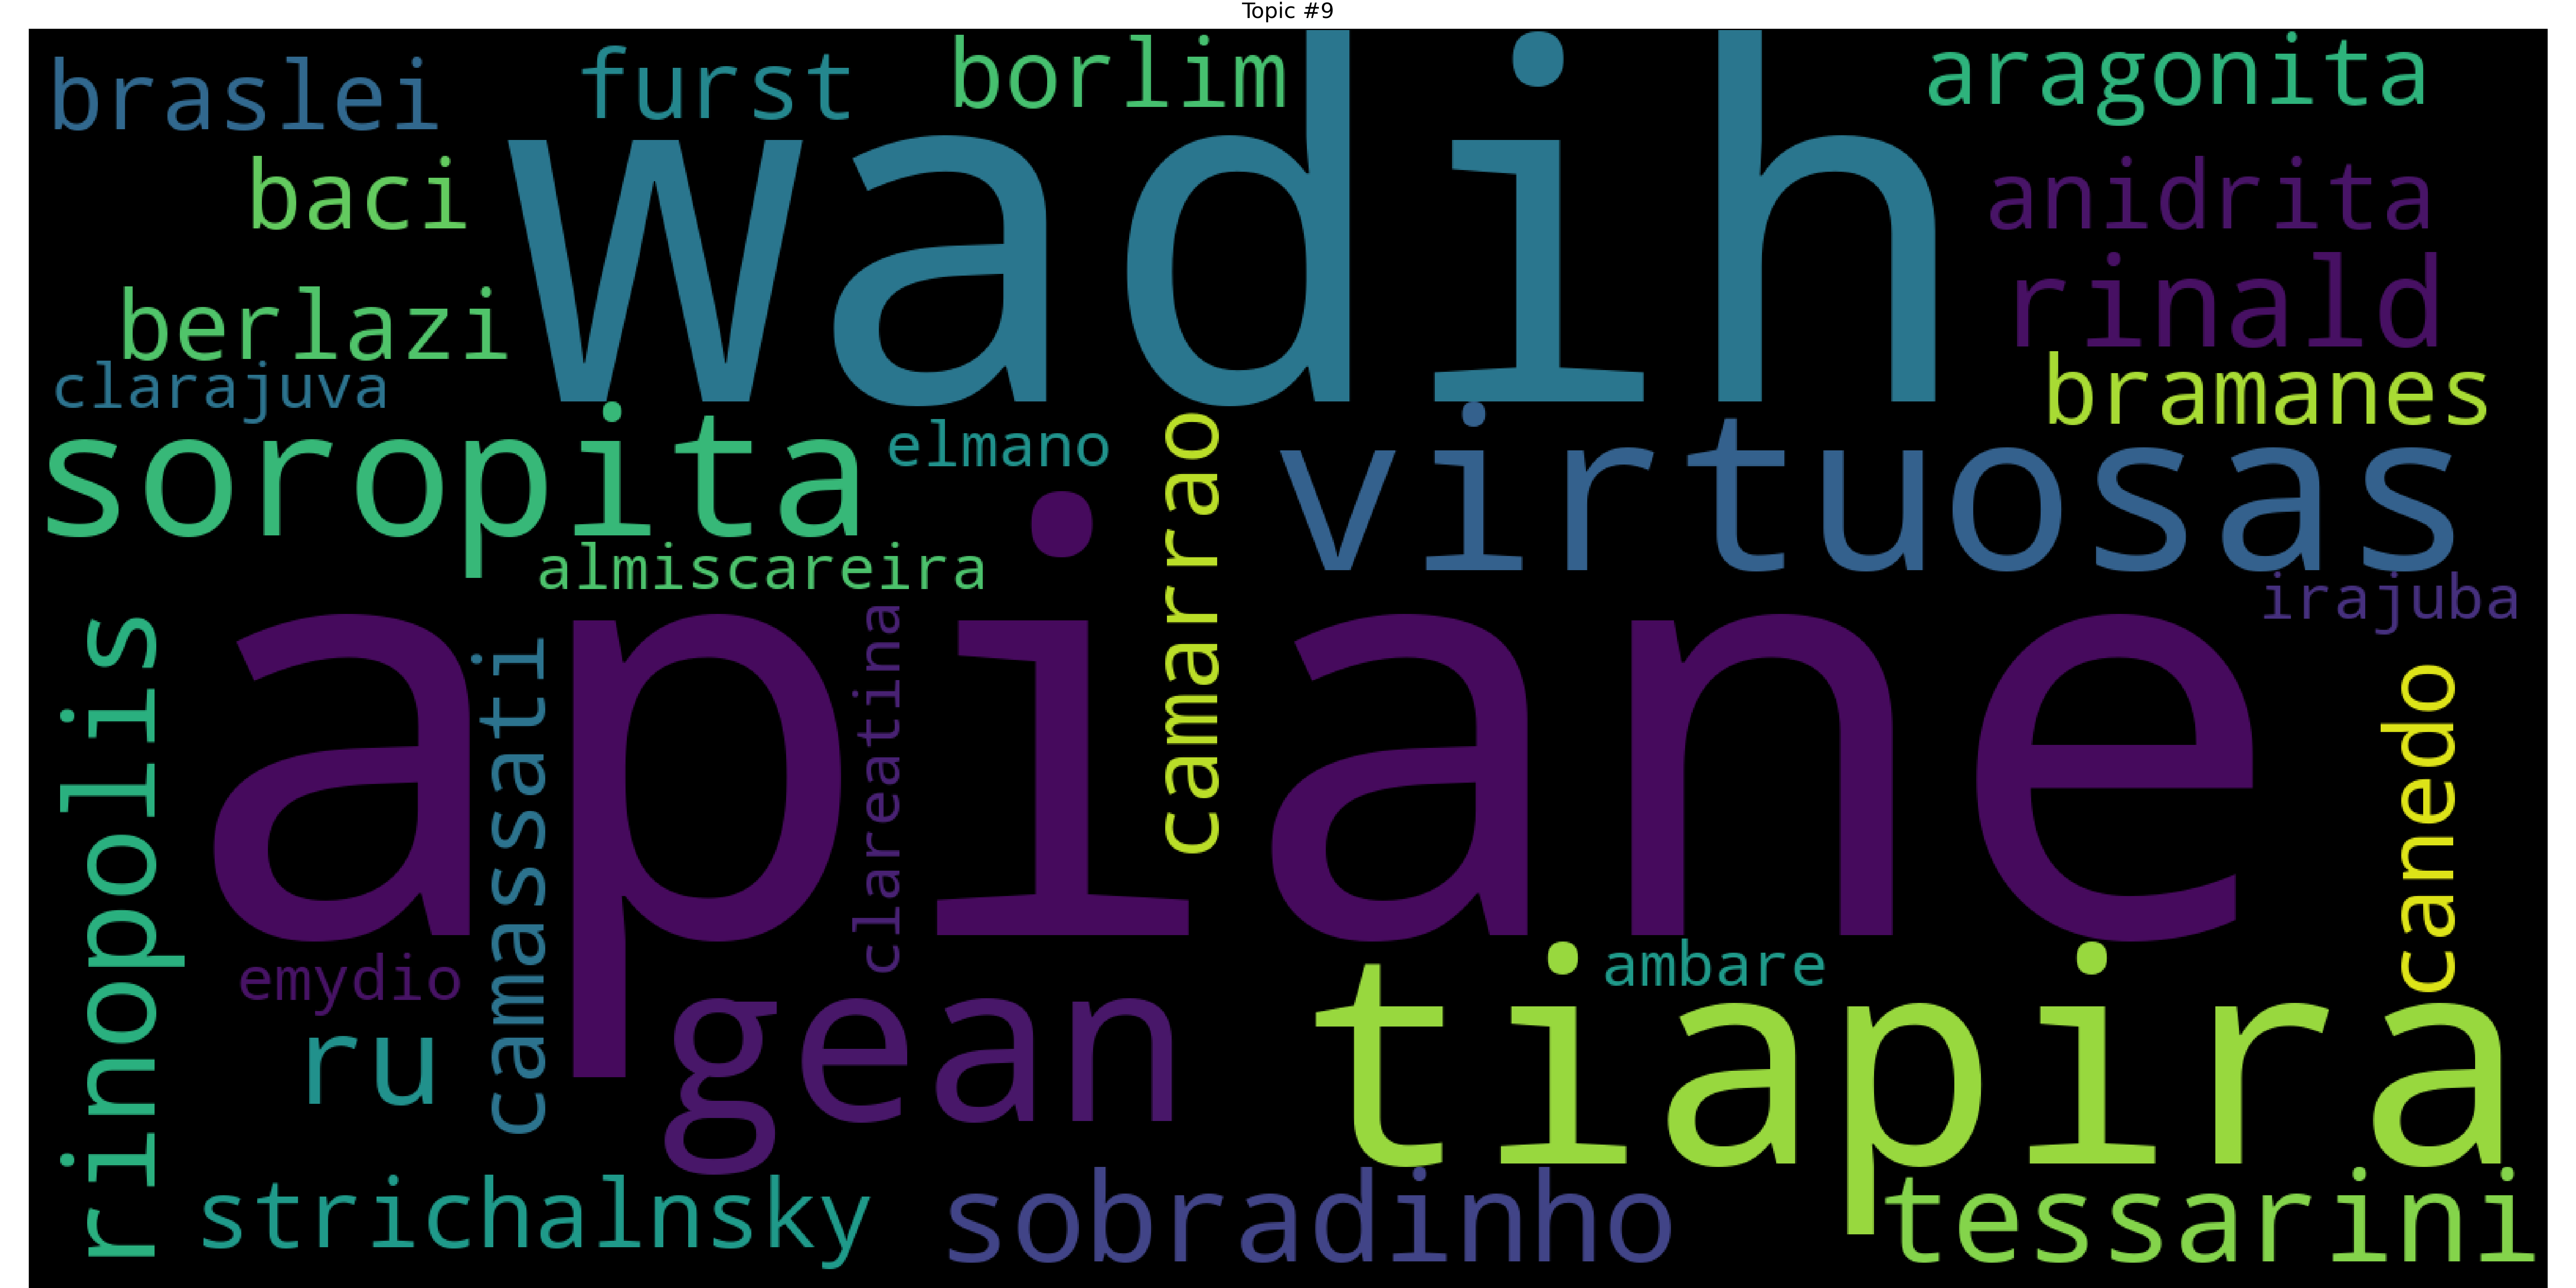 Topic #9
braslei
furst
borlim
wadih
aragonita
baci
anidrita
berlazi
rinald
clarajuva
bramanes
soropita
elmano
camarrao
virtuosas
almiscareira
irajuba
rinopolis
apiane
camassati
clareatina
canedo
emydio
ambare
ru
gean
tiapira
strichalnsky
sobradinho
tessarini